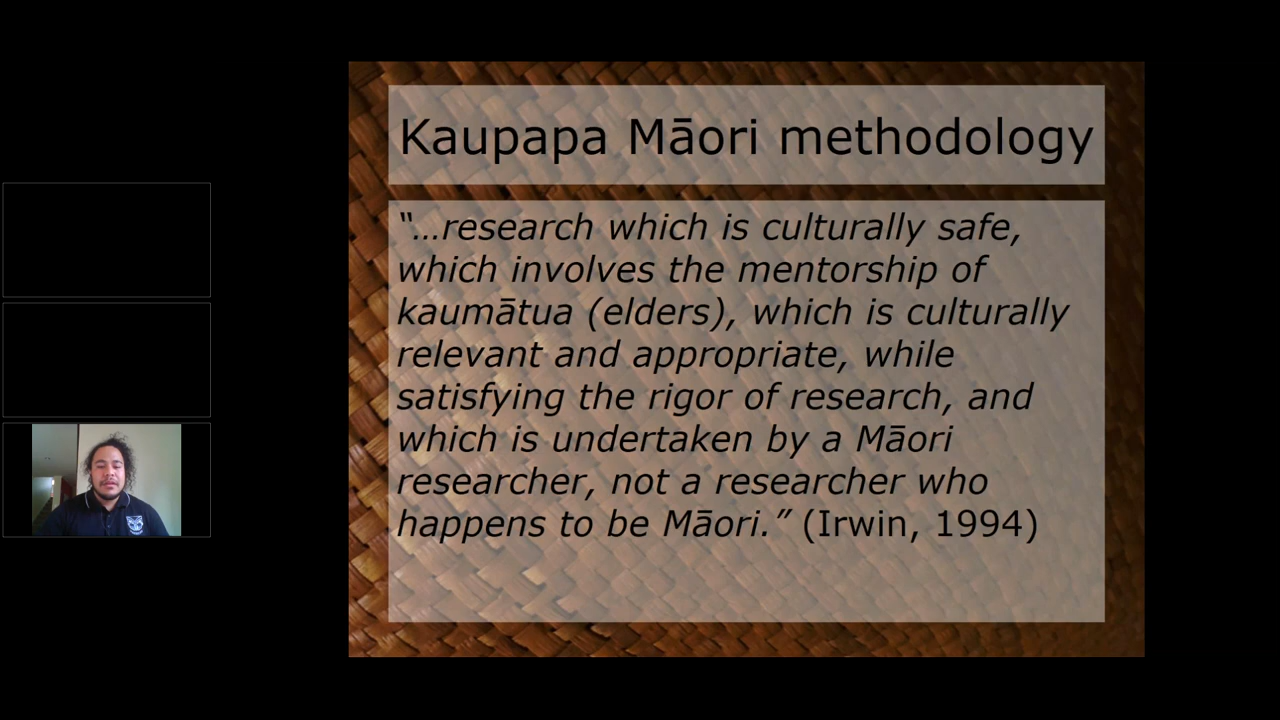 Kaupapa Māori methodology
“…research which is culturally safe,
which involves the mentorship of
kaumātua (elders), which is culturally
relevant and appropriate, while
satisfying the rigor of research, and
which is undertaken by a Māori
researcher, not a researcher who
happens to be Māori.” (Irwin, 1994)